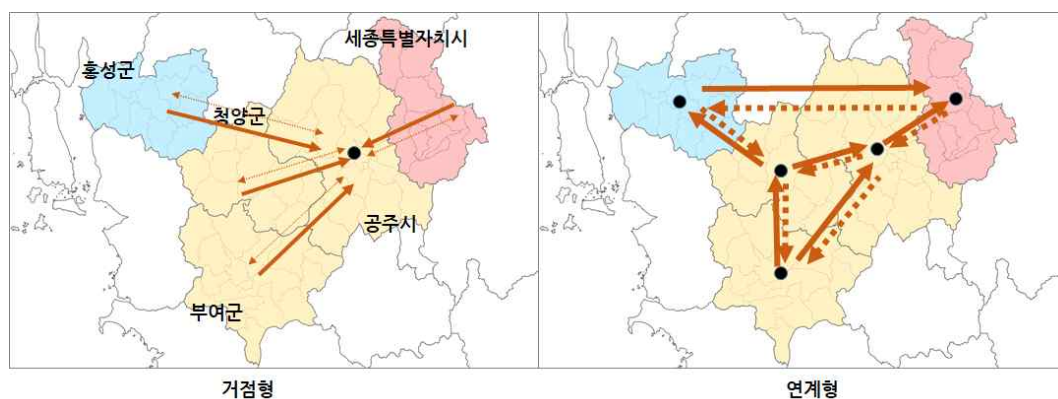 세종특별자치시
홍성군
청양군
공주시
부여군
거점형
연계형